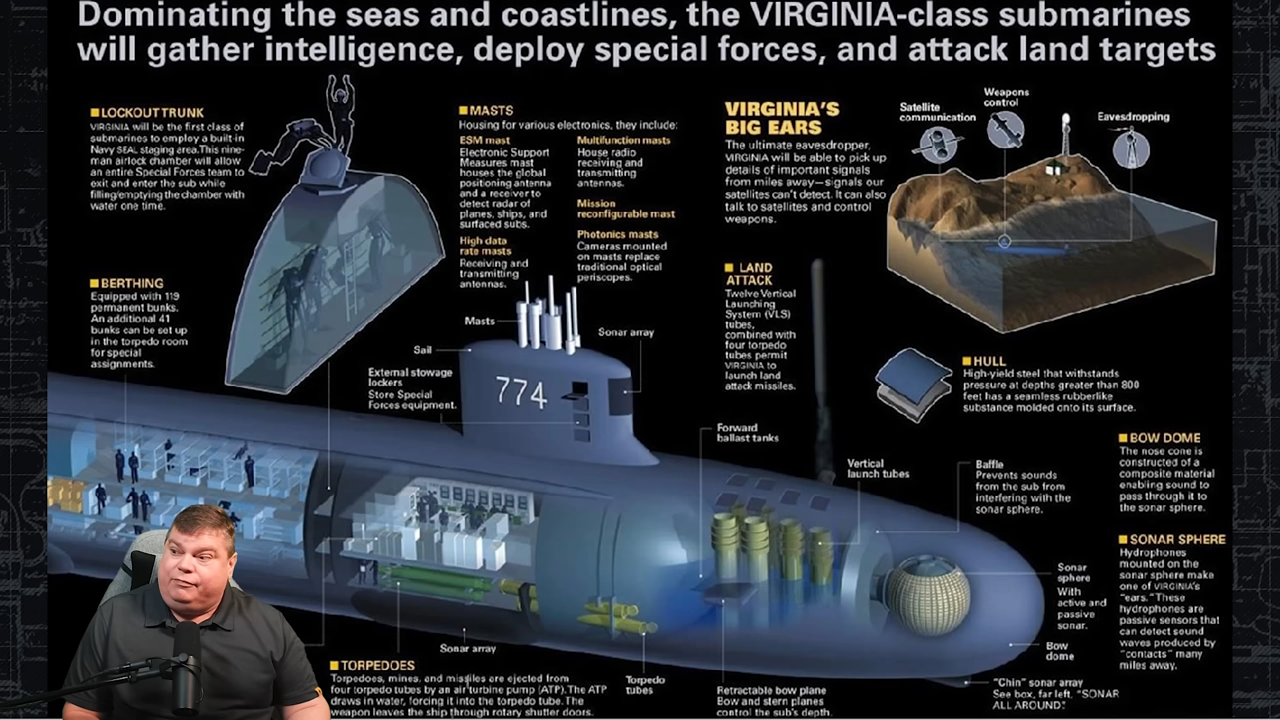 Dominating the seas and coastlines, the VIRGINIA-class submarines
will gather intelligence, deploy special forces, and attack land targets
LOCKOUT TRUNK
VIRGINIA will be the first class of
submarines to employ a built-in
Navy SEAL staging area. This nine-
man airlock chamber will allow
an entire Special Forces team to
exit and enter the sub while
filling/emptying the chamber with
water one time.
BERTHING
Equipped with 119
permanent bunks.
An additional 41
bunks can be set up
in the torpedo room
for special
assignments.
MASTS
Housing for various electronics, they include:
ESM mast
Electronic Support
Measures mast
houses the global
positioning antenna
and a receiver to
detect radar of
planes, ships, and
surfaced subs.
High data
rate masts
Receiving and
transmitting
antennas.
Multifunction masts
House radio
receiving and
transmitting
antennas.
Mission
reconfigurable mast
Photonics masts
Cameras mounted
on masts replace
traditional optical
periscopes.
VIRGINIA'S
BIG EARS
The ultimate eavesdropper,
VIRGINIA will be able to pick up
details of important signals
from miles away—signals our
satellites can't detect. It can also
talk to satellites and control
weapons.
Satellite
communication
Weapons
control
Eavesdropping
LAND
ATTACK
Twelve Vertical
Launching
System (VLS)
tubes,
combined with
four torpedo
tubes permit
VIRGINIA to
launch land
attack missiles.
HULL
High-yield steel that withstands
pressure at depths greater than 800
feet has a seamless rubberlike
substance molded onto its surface.
Masts
Sonar array
Sail
External stowage
lockers
Store Special
Forces equipment.
774
Forward
ballast tanks
Vertical
launch tubes
Baffle
Prevents sounds
from the sub from
interfering with the
sonar sphere.
BOW DOME
The nose cone is
constructed of a
composite material
enabling sound to
pass through it to
the sonar sphere.
SONAR SPHERE
Hydrophones
mounted on the
sonar sphere make
one of VIRGINIA's
"ears." These
hydrophones are
passive sensors that
can detect sound
waves produced by
"contacts" many
miles away.
Sonar
sphere
With
active and
passive
sonar.
Bow
dome
"Chin" sonar array
See box, far left, "SONAR
ALL AROUND."
Sonar array
TORPEDOES
Torpedoes, mines, and missiles are ejected from
four torpedo tubes by an air turbine pump (ATP). The ATP
draws in water, forcing it into the torpedo tube. The
weapon leaves the ship through rotary shutter doors.
Torpedo
tubes
Retractable bow plane
Bow and stern planes
control the sub's depth.